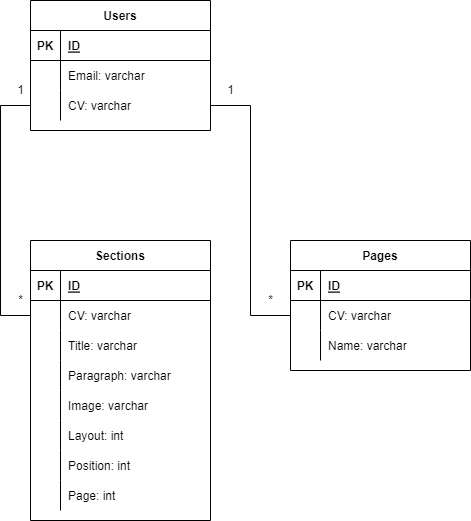 Users
PK ID
Email: varchar
CV: varchar
1
1
Sections
PK ID
CV: varchar
Title: varchar
Paragraph: varchar
Image: varchar
Layout: int
Position: int
Page: int
*
Pages
PK ID
CV: varchar
Name: varchar
*